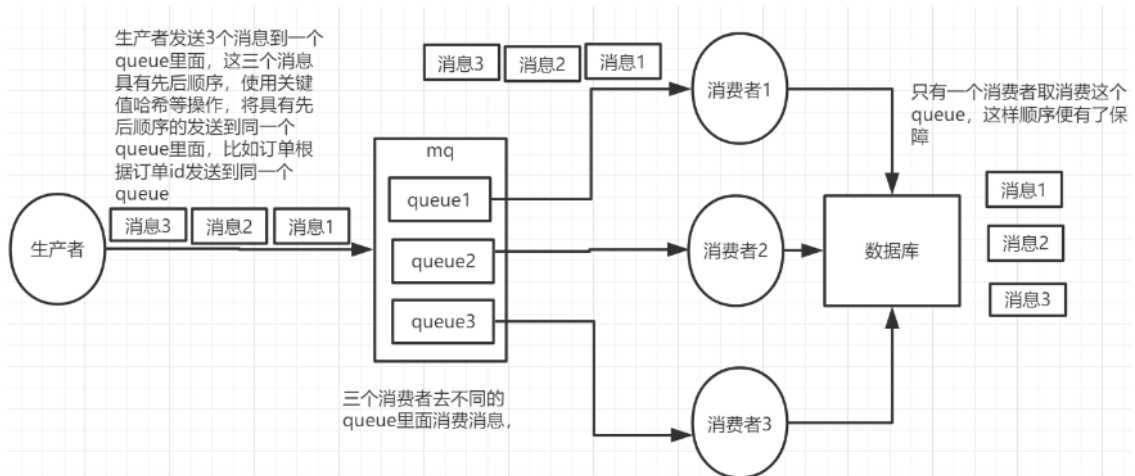 生产者发送3个消息到一个
queue里面，这三个消息
具有先后顺序，使用关键
值哈希等操作，将具有先
后顺序的发送到同一个
queue里面，比如订单根
据订单id发送到同一个
queue
消息3 消息2 消息1
生产者
mq
queue1
queue2
queue3
三个消费者去不同的
queue里面消费消息，
消息3 消息2 消息1
消费者1
消费者2
消费者3
只有一个消费者取消费这个
queue，这样顺序便有了保
障
数据库
消息1
消息2
消息3